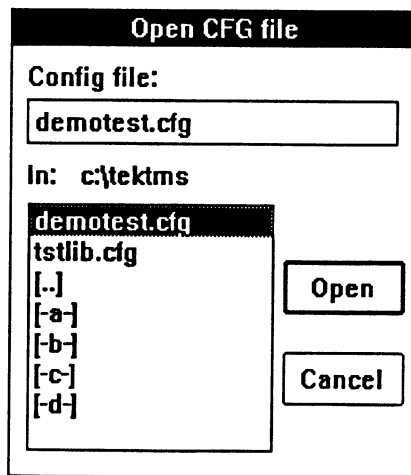 Open CFG file
Config file:
demotest.cfg
In: c:\tektms
demotest.cfg
tstlib.cfg
[..]
[-a-]
[-b-]
[-c-]
[-d-]
Open
Cancel